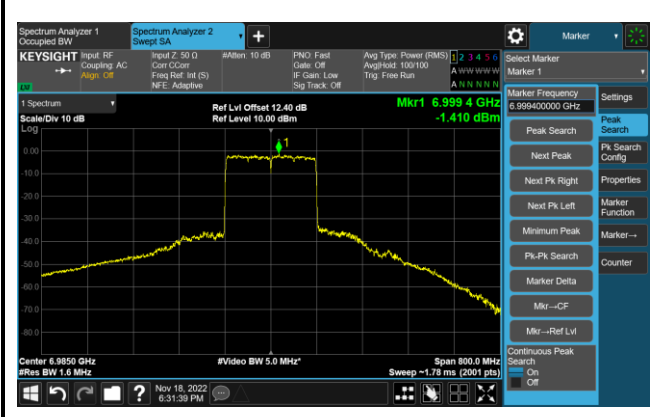 Spectrum Analyzer 1
Occupied BW
Spectrum Analyzer 2
Swept SA
Marker
KEYSIGHT
Input: RF
Coupling: AC
Align: Off
Input Z: 50 Ω
Corr CCorr
Freq Ref: Int (S)
NFE: Adaptive
#Atten: 10 dB
PNO: Fast
Gate: Off
IF Gain: Low
Sig Track: Off
Avg Type: Power (RMS)
Avg|Hold: 100/100
Trig: Free Run
1 2 3 4 5 6
A W W W W W
A N N N N N
Select Marker
Marker 1
1 Spectrum
Scale/Div 10 dB
Log
Ref Lvl Offset 12.40 dB
Ref Level 10.00 dBm
Mkr1 6.999 4 GHz
-1.410 dBm
1
0.00
-10.0
-20.0
-30.0
-40.0
-50.0
-60.0
-70.0
-80.0
Center 6.9850 GHz
#Res BW 1.6 MHz
#Video BW 5.0 MHz*
Span 800.0 MHz
Sweep ~1.78 ms (2001 pts)
Marker Frequency
6.999400000 GHz
Peak Search
Next Peak
Next Pk Right
Next Pk Left
Minimum Peak
Pk-Pk Search
Marker Delta
Mkr→CF
Mkr→Ref Lvl
Continuous Peak
Search
On
Off
Settings
Peak
Search
Pk Search
Config
Properties
Marker
Function
Marker→
Counter
?
Nov 18, 2022
6:31:39 PM